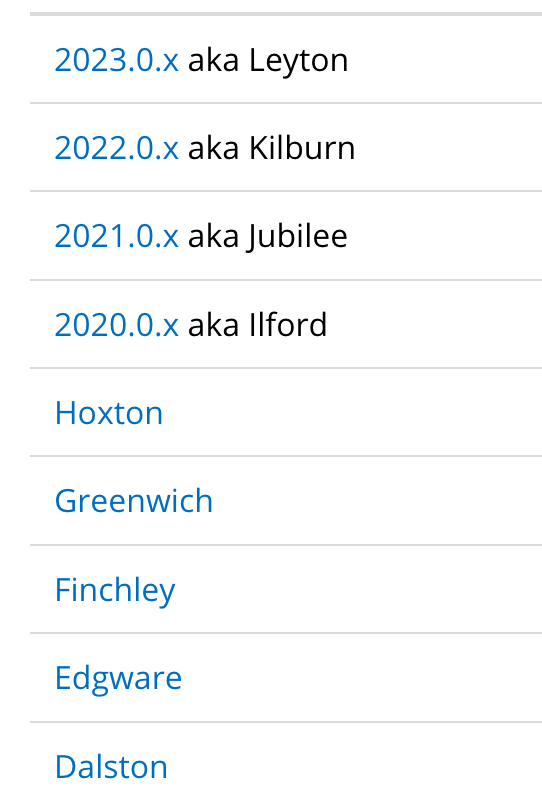 2023.0.x aka Leyton
2022.0.x aka Kilburn
2021.0.x aka Jubilee
2020.0.x aka Ilford
Hoxton
Greenwich
Finchley
Edgware
Dalston